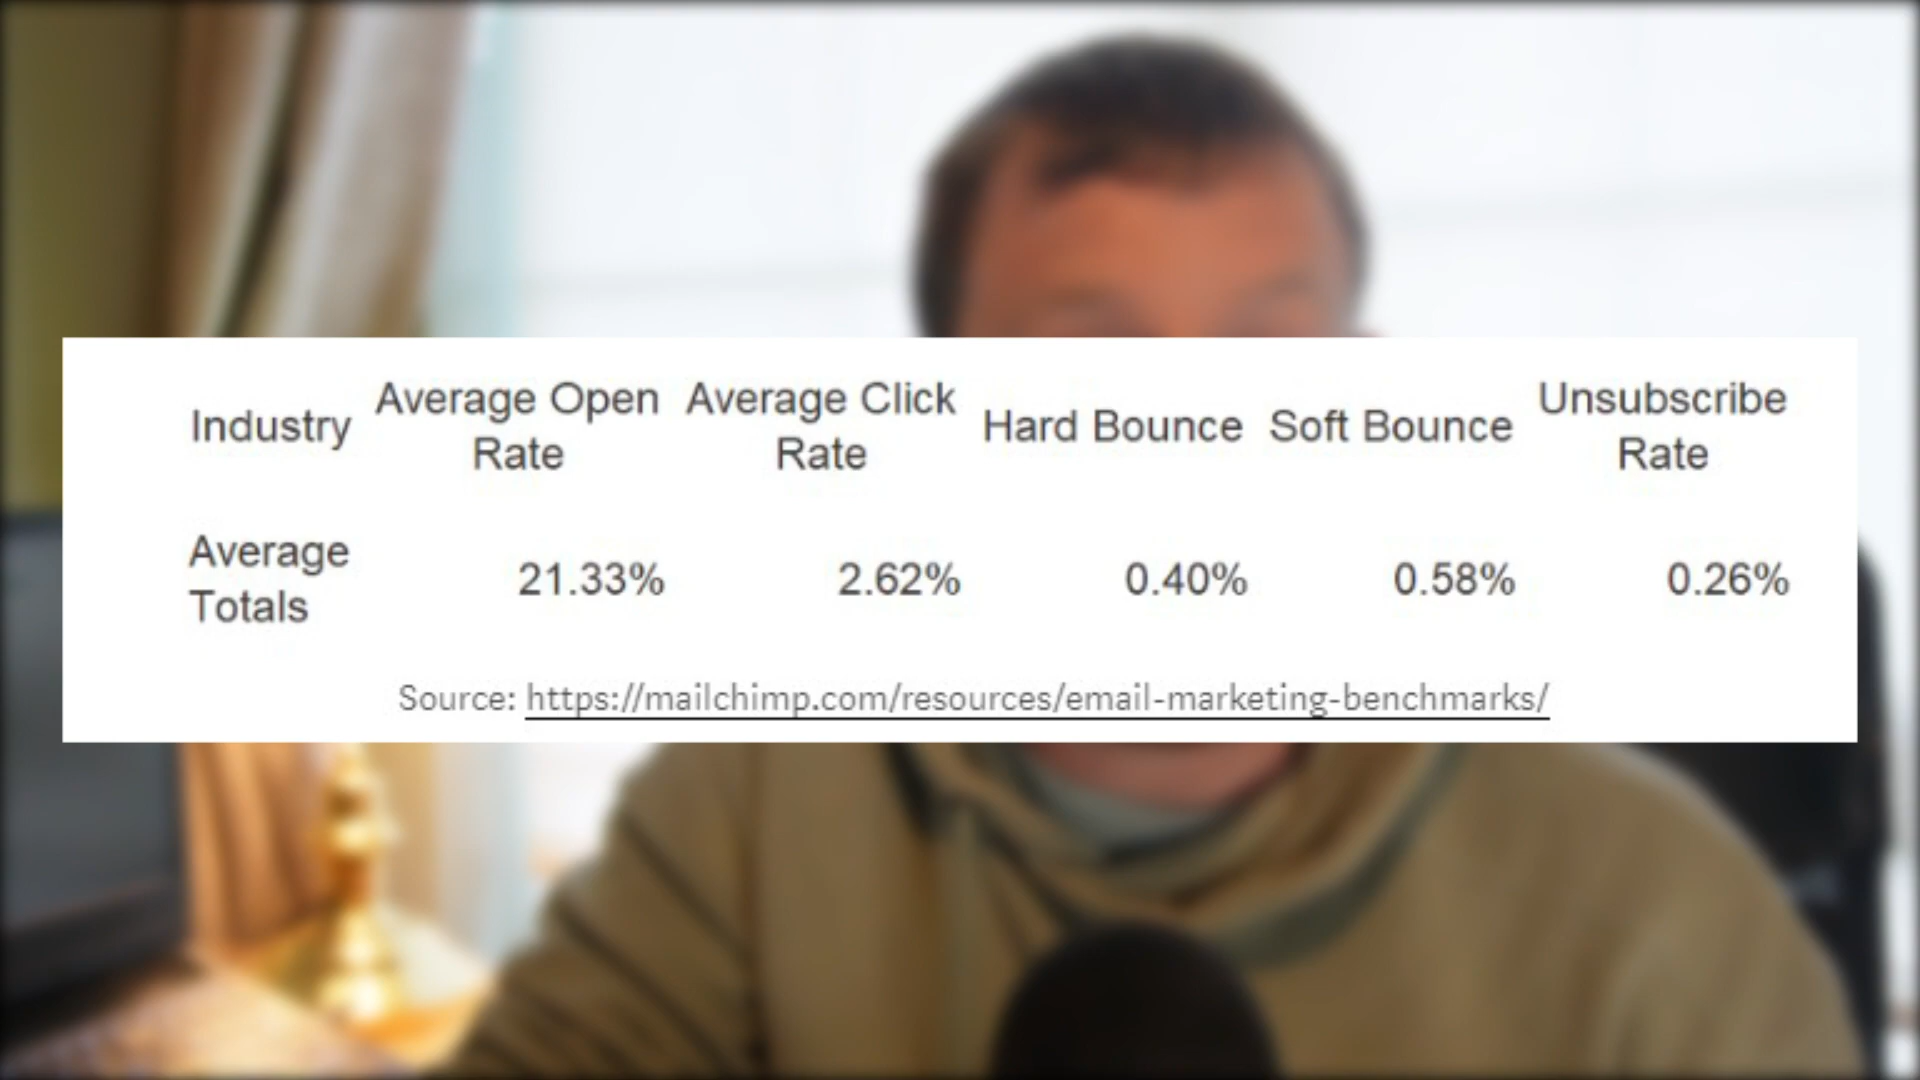 Industry Average Open Rate Average Click Rate Hard Bounce Soft Bounce Unsubscribe Rate
Average Totals 21.33% 2.62% 0.40% 0.58% 0.26%
Source: https://mailchimp.com/resources/email-marketing-benchmarks/